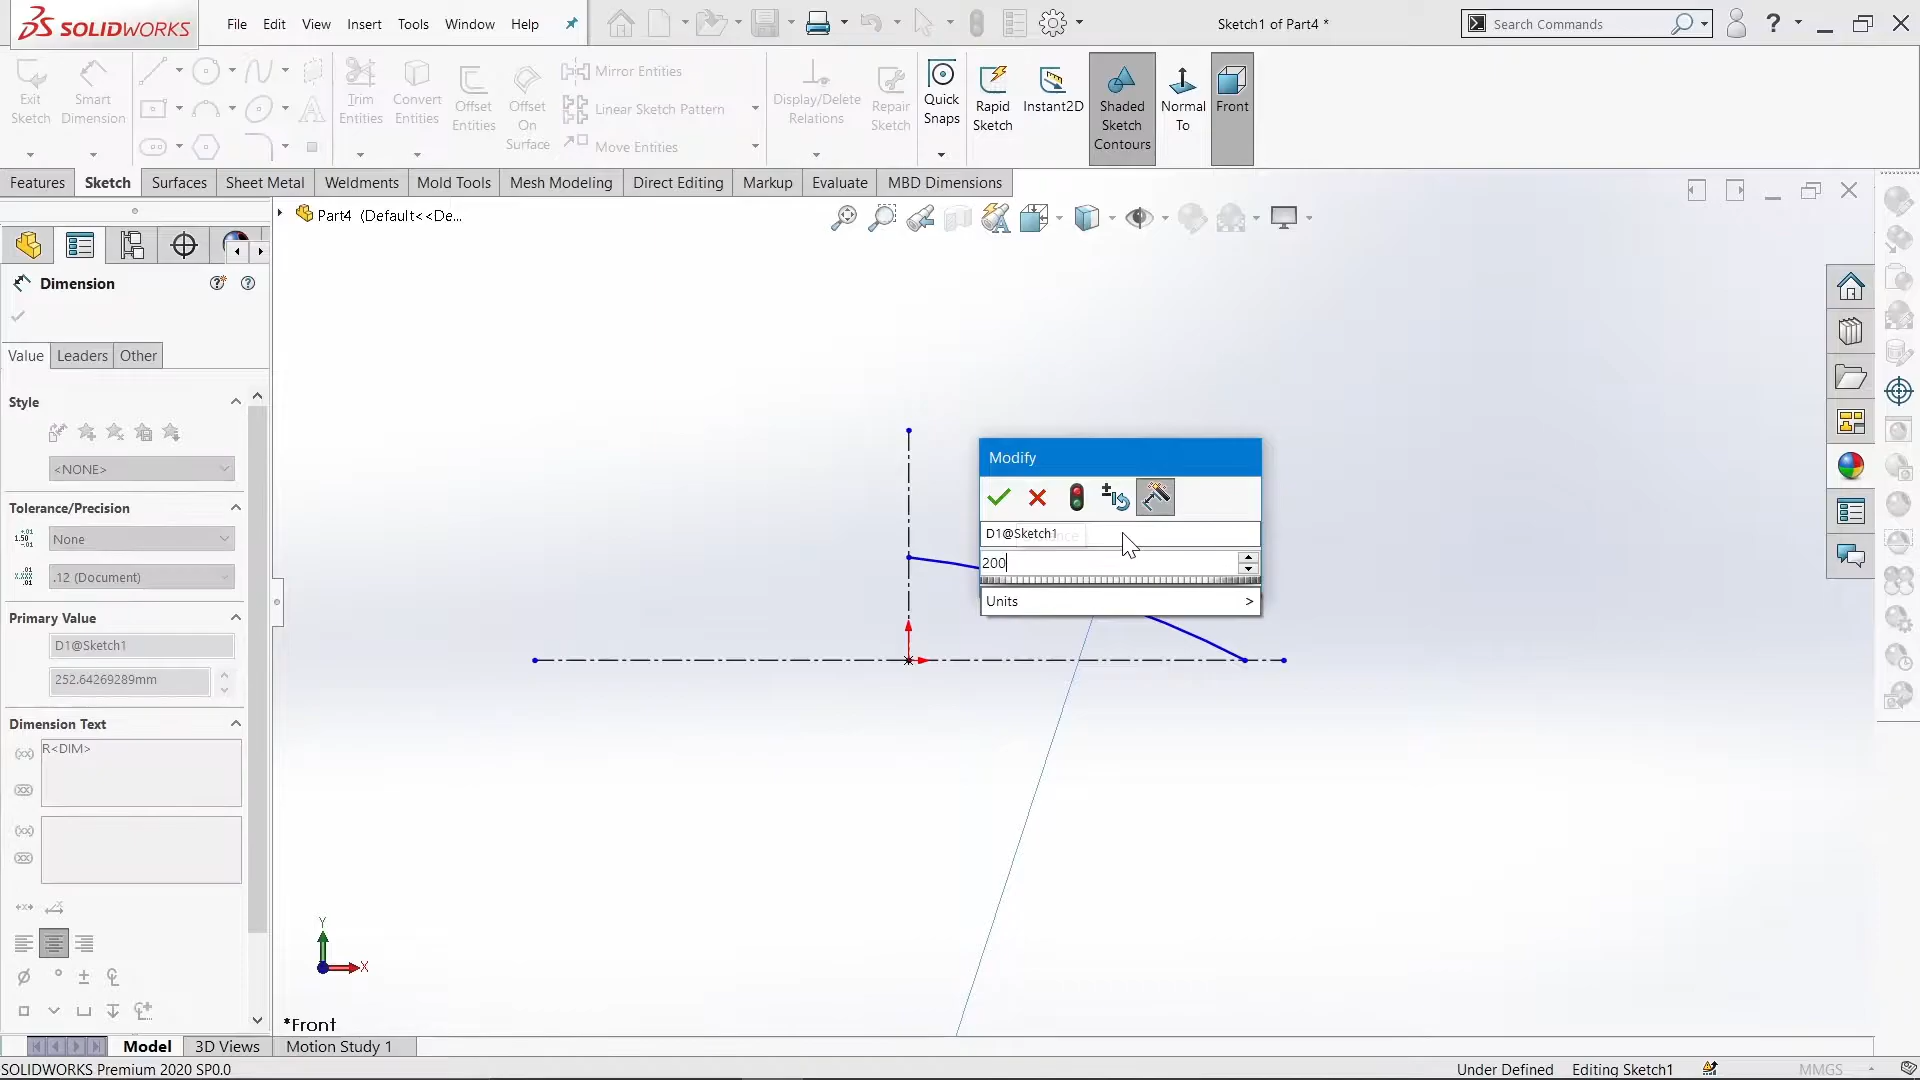 SOLIDWORKS
File
Edit
View
Insert
Tools
Window
Help
Sketch1 of Part4 *
Search Commands
?
Exit
Sketch
Smart
Dimension
Trim
Entities
Convert
Entities
Offset
Entities
Offset
On
Surface
Mirror Entities
Linear Sketch Pattern
Move Entities
Display/Delete
Relations
Repair
Sketch
Quick
Snaps
Rapid
Sketch
Instant2D
Shaded
Sketch
Contours
Normal
To
Front
Features
Sketch
Surfaces
Sheet Metal
Weldments
Mold Tools
Mesh Modeling
Direct Editing
Markup
Evaluate
MBD Dimensions
Part4 (Default<<De...
Dimension
Value
Leaders
Other
Style
<NONE>
Tolerance/Precision
None
.12 (Document)
Primary Value
D1@Sketch1
252.64269289mm
Dimension Text
R<DIM>
Modify
D1@Sketch1
200
Units >
Y
X
*Front
Model
3D Views
Motion Study 1
SOLIDWORKS Premium 2020 SP0.0
Under Defined
Editing Sketch1
MMGS